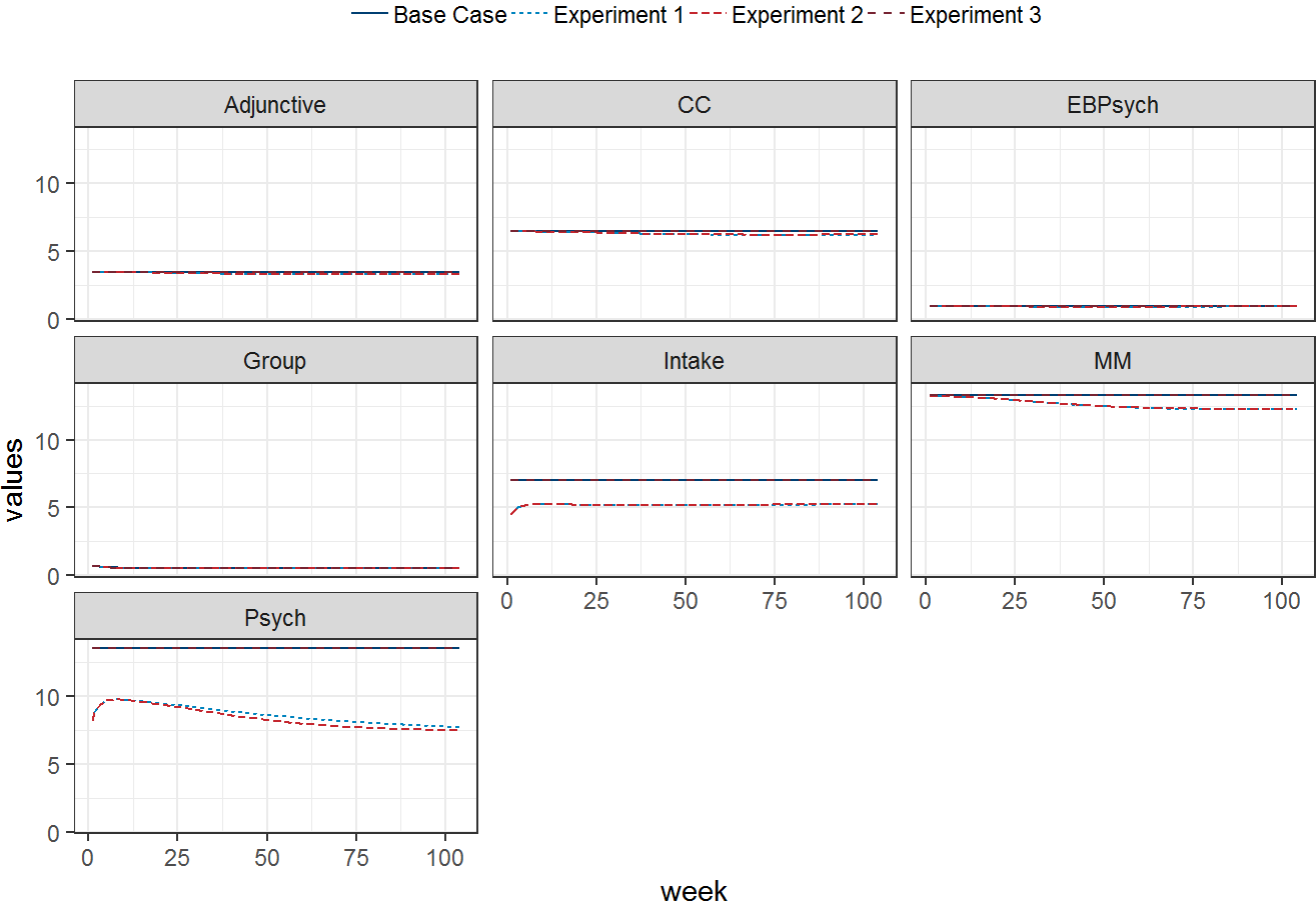 Base Case Experiment 1 Experiment 2 Experiment 3
Adjunctive CC EBPsych
10
5
0
Group Intake MM
10
5
0
0 25 50 75 100 0 25 50 75 100
Psych
10
5
0
0 25 50 75 100
values
week